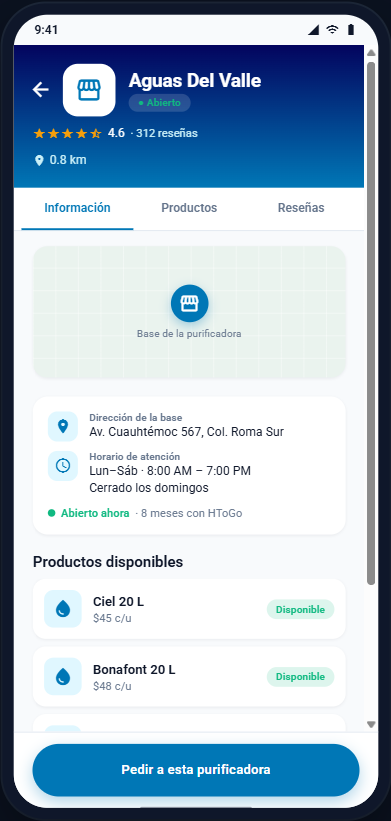 9:41
Aguas Del Valle
Abierto
4.6 · 312 reseñas
0.8 km
Información Productos Reseñas
Base de la purificadora
Dirección de la base
Av. Cuauhtémoc 567, Col. Roma Sur
Horario de atención
Lun–Sáb · 8:00 AM – 7:00 PM
Cerrado los domingos
Abierto ahora · 8 meses con HToGo
Productos disponibles
Ciel 20 L
$45 c/u
Disponible
Bonafont 20 L
$48 c/u
Disponible
Pedir a esta purificadora